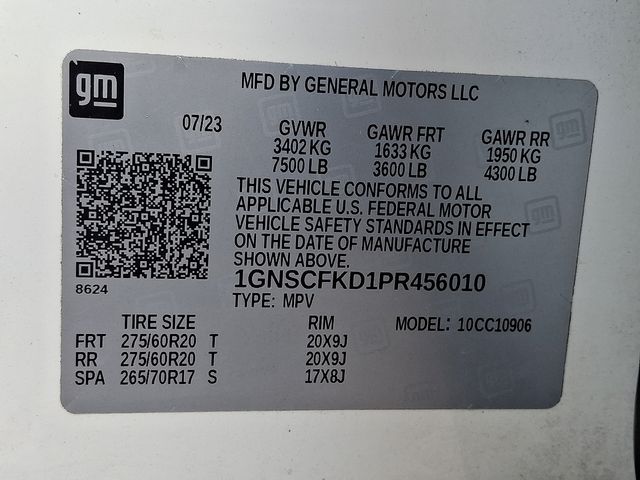 gm
MFD BY GENERAL MOTORS LLC
07/23 GVWR GAWR FRT GAWR RR
3402 KG 1633 KG 1950 KG
7500 LB 3600 LB 4300 LB
THIS VEHICLE CONFORMS TO ALL
APPLICABLE U.S. FEDERAL MOTOR
VEHICLE SAFETY STANDARDS IN EFFECT
ON THE DATE OF MANUFACTURE
SHOWN ABOVE.
1GNSCFKD1PR456010
8624
TYPE: MPV
TIRE SIZE RIM MODEL: 10CC10906
FRT 275/60R20 T 20X9J
RR 275/60R20 T 20X9J
SPA 265/70R17 S 17X8J